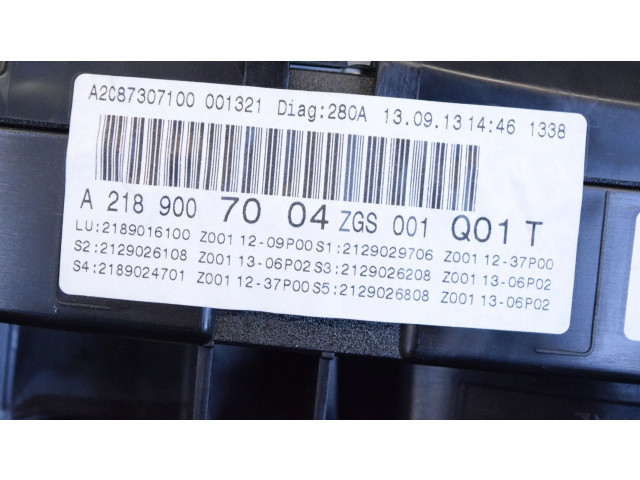 A2C87307100 001321 Diag:280A 13.09.13 14:46 1338
A 218 900 70 04 ZGS 001 Q01 T
LU:2189016100 Z001 12-09P00 S1:2129029706 Z001 12-37P00
S2:2129026108 Z001 13-06P02 S3:2129026208 Z001 13-06P02
S4:2189024701 Z001 12-37P00 S5:2129026808 Z001 13-06P02